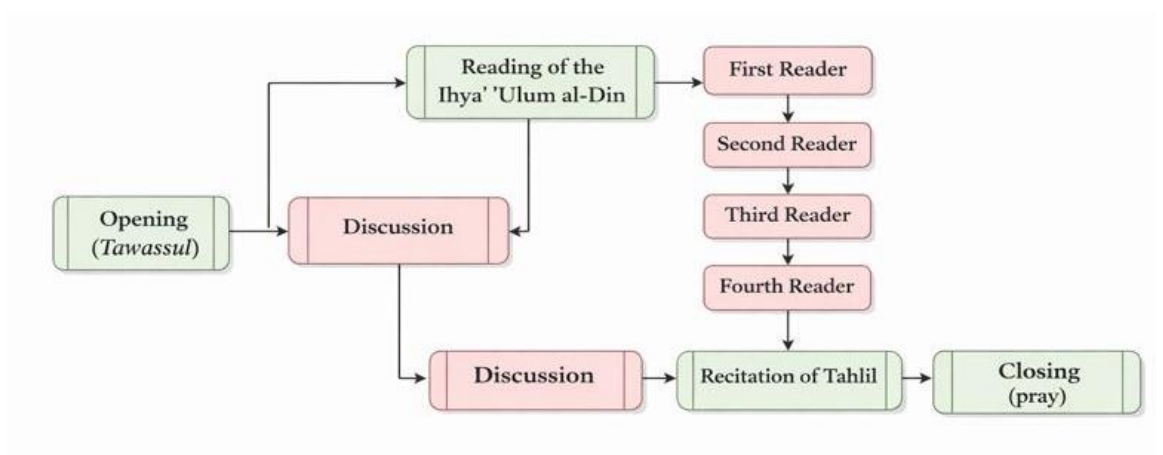 Reading of the
Ihya' 'Ulum al-Din
First Reader
Second Reader
Opening
(Tawassul)
Discussion
Third Reader
Fourth Reader
Discussion
Recitation of Tahlil
Closing
(pray)